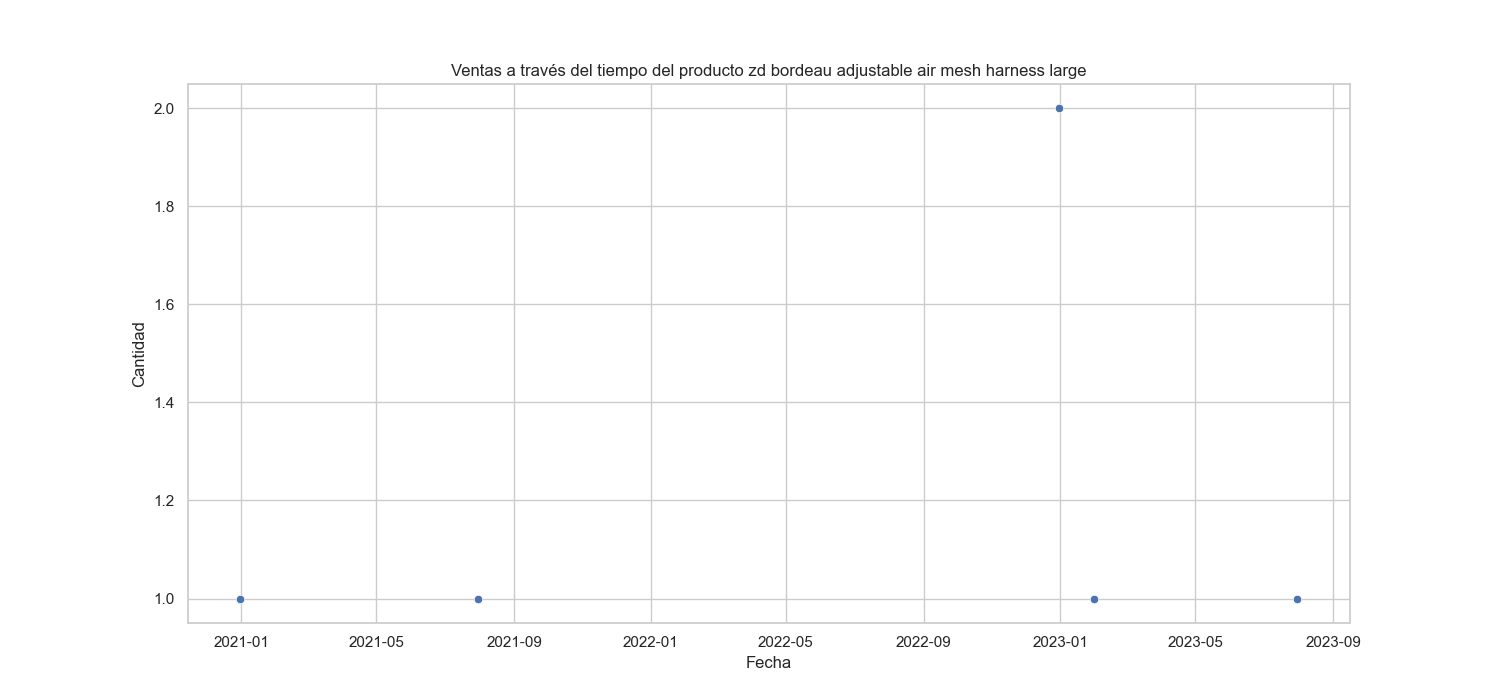 Ventas a través del tiempo del producto zd bordeau adjustable air mesh harness large
2.0
1.8
1.6
1.4
1.2
1.0
Cantidad
2021-01 2021-05 2021-09 2022-01 2022-05 2022-09 2023-01 2023-05 2023-09
Fecha